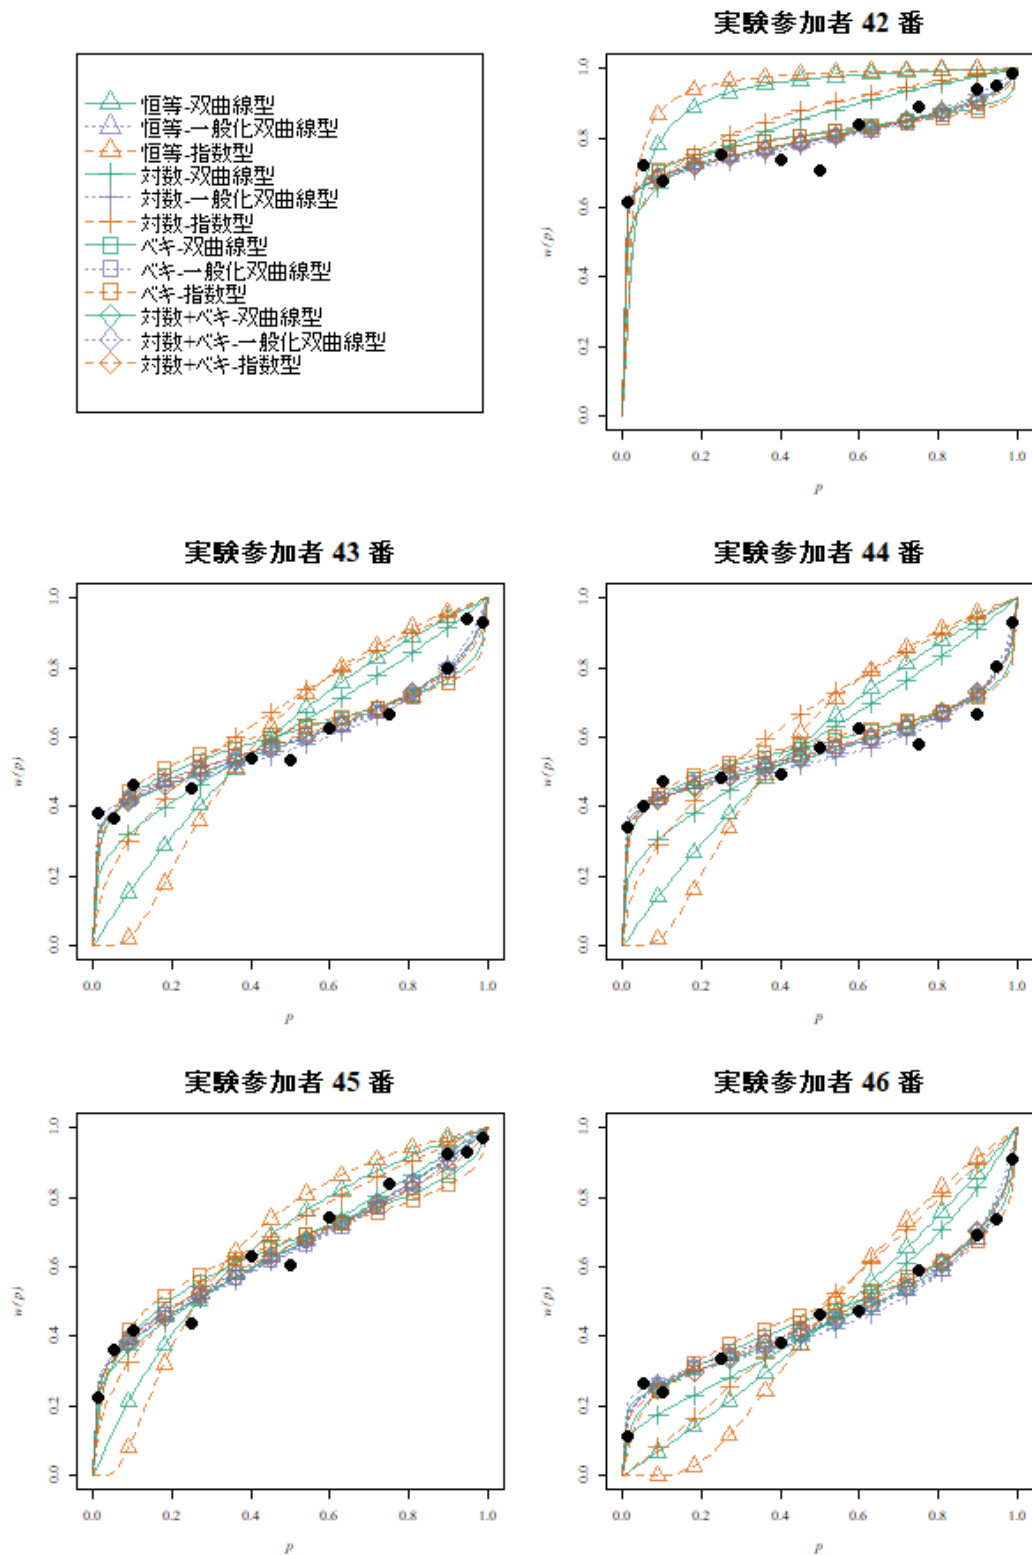 実験参加者 42 番
恒等-双曲線型
恒等-一般化双曲線型
恒等-指数型
対数-双曲線型
対数-一般化双曲線型
対数-指数型
ベキ-双曲線型
ベキ-一般化双曲線型
ベキ-指数型
対数+ベキ-双曲線型
対数+ベキ-一般化双曲線型
対数+ベキ-指数型
1.0
0.8
0.6
w(p)
0.4
0.2
0.0
0.0 0.2 0.4 0.6 0.8 1.0
p
実験参加者 43 番
1.0
0.8
0.6
w(p)
0.4
0.2
0.0
0.0 0.2 0.4 0.6 0.8 1.0
p
実験参加者 44 番
1.0
0.8
0.6
w(p)
0.4
0.2
0.0
0.0 0.2 0.4 0.6 0.8 1.0
p
実験参加者 45 番
1.0
0.8
0.6
w(p)
0.4
0.2
0.0
0.0 0.2 0.4 0.6 0.8 1.0
p
実験参加者 46 番
1.0
0.8
0.6
w(p)
0.4
0.2
0.0
0.0 0.2 0.4 0.6 0.8 1.0
p